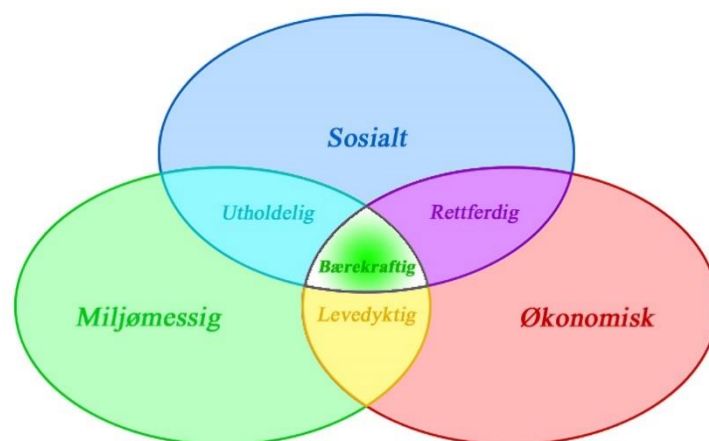 Sosialt
Utholdelig
Rettferdig
Bærekraftig
Miljømessig
Levedyktig
Økonomisk